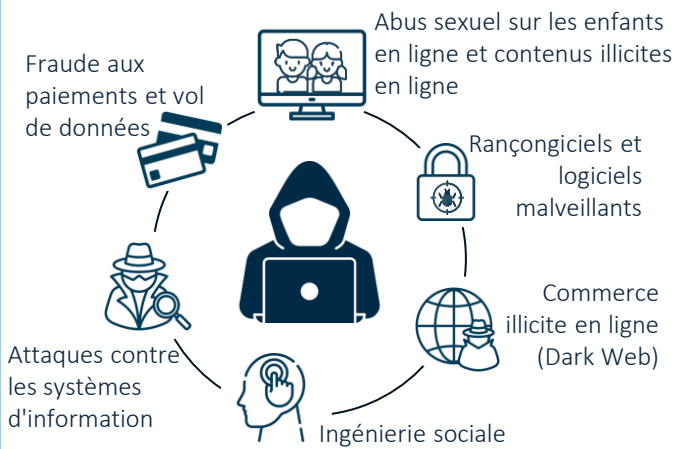 Abus sexuel sur les enfants
en ligne et contenus illicites
en ligne
Rançongiciels et
logiciels
malveillants
Commerce
illicite en ligne
(Dark Web)
Ingénierie sociale
Attaques contre
les systèmes
d'information
Fraude aux
paiements et vol
de données